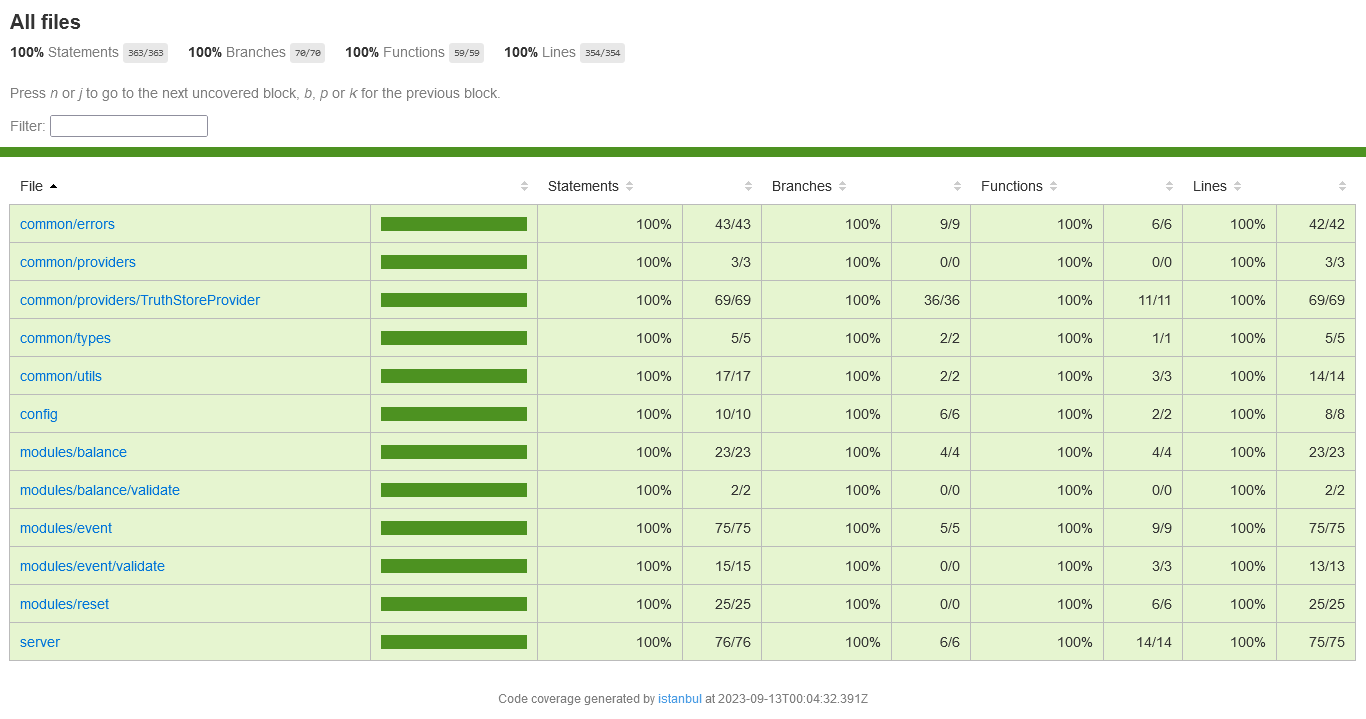 All files
100% Statements 363/363 100% Branches 70/70 100% Functions 59/59 100% Lines 354/354
Press n or j to go to the next uncovered block, b, p or k for the previous block.
Filter:
File Statements Branches Functions Lines
common/errors 100% 43/43 100% 9/9 100% 6/6 100% 42/42
common/providers 100% 3/3 100% 0/0 100% 0/0 100% 3/3
common/providers/TruthStoreProvider 100% 69/69 100% 36/36 100% 11/11 100% 69/69
common/types 100% 5/5 100% 2/2 100% 1/1 100% 5/5
common/utils 100% 17/17 100% 2/2 100% 3/3 100% 14/14
config 100% 10/10 100% 6/6 100% 2/2 100% 8/8
modules/balance 100% 23/23 100% 4/4 100% 4/4 100% 23/23
modules/balance/validate 100% 2/2 100% 0/0 100% 0/0 100% 2/2
modules/event 100% 75/75 100% 5/5 100% 9/9 100% 75/75
modules/event/validate 100% 15/15 100% 0/0 100% 3/3 100% 13/13
modules/reset 100% 25/25 100% 0/0 100% 6/6 100% 25/25
server 100% 76/76 100% 6/6 100% 14/14 100% 75/75
Code coverage generated by istanbul at 2023-09-13T00:04:32.391Z